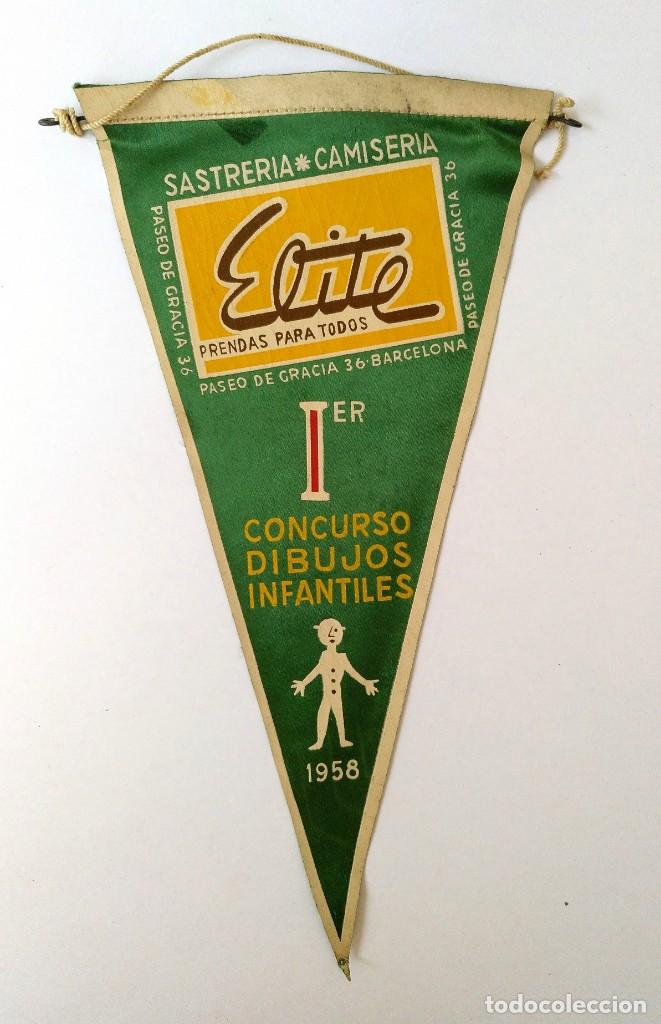 SASTRERIA * CAMISERIA
PASEO DE GRACIA 36
Elite
PRENDAS PARA TODOS
PASEO DE GRACIA 36
PASEO DE GRACIA 36·BARCELONA
IER
CONCURSO
DIBUJOS
INFANTILES
1958
todocoleccion